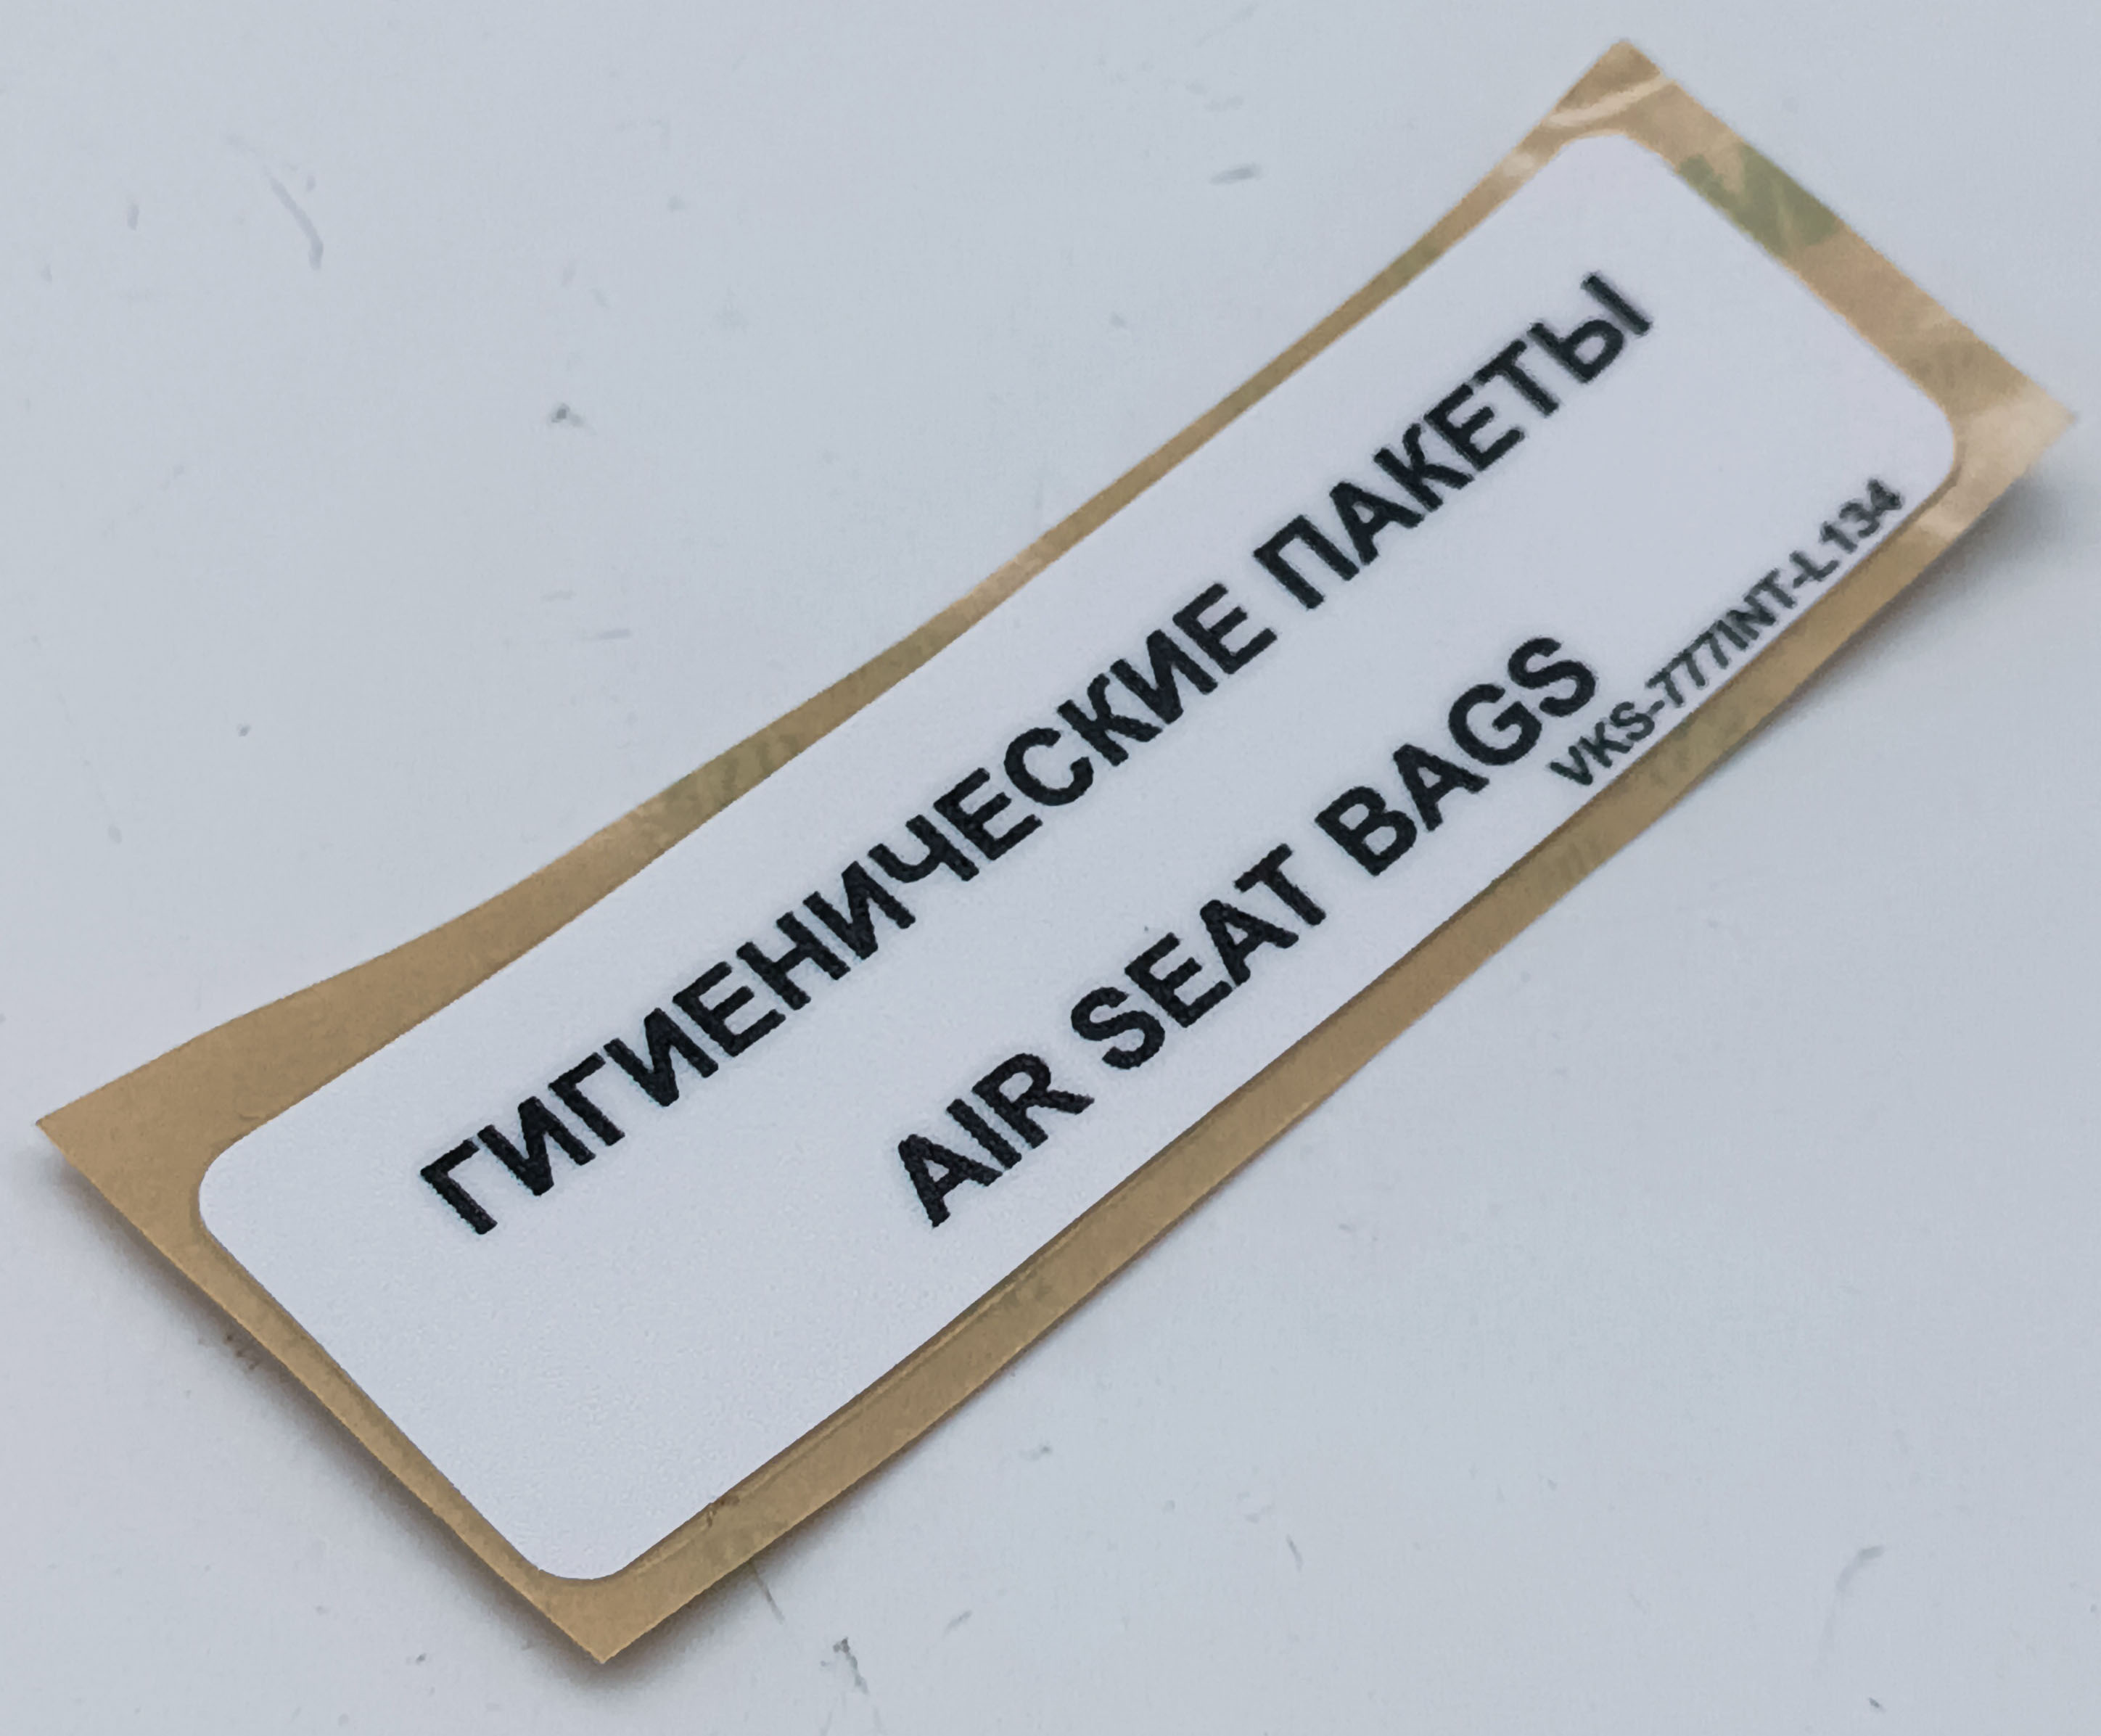 ГИГИЕНИЧЕСКИЕ ПАКЕТЫ
AIR SEAT BAGS
VKS-777INT-L134